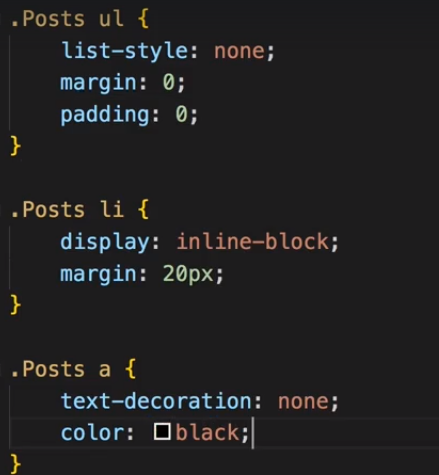 .Posts ul {
    list-style: none;
    margin: 0;
    padding: 0;
}

.Posts li {
    display: inline-block;
    margin: 20px;
}

.Posts a {
    text-decoration: none;
    color: black;
}